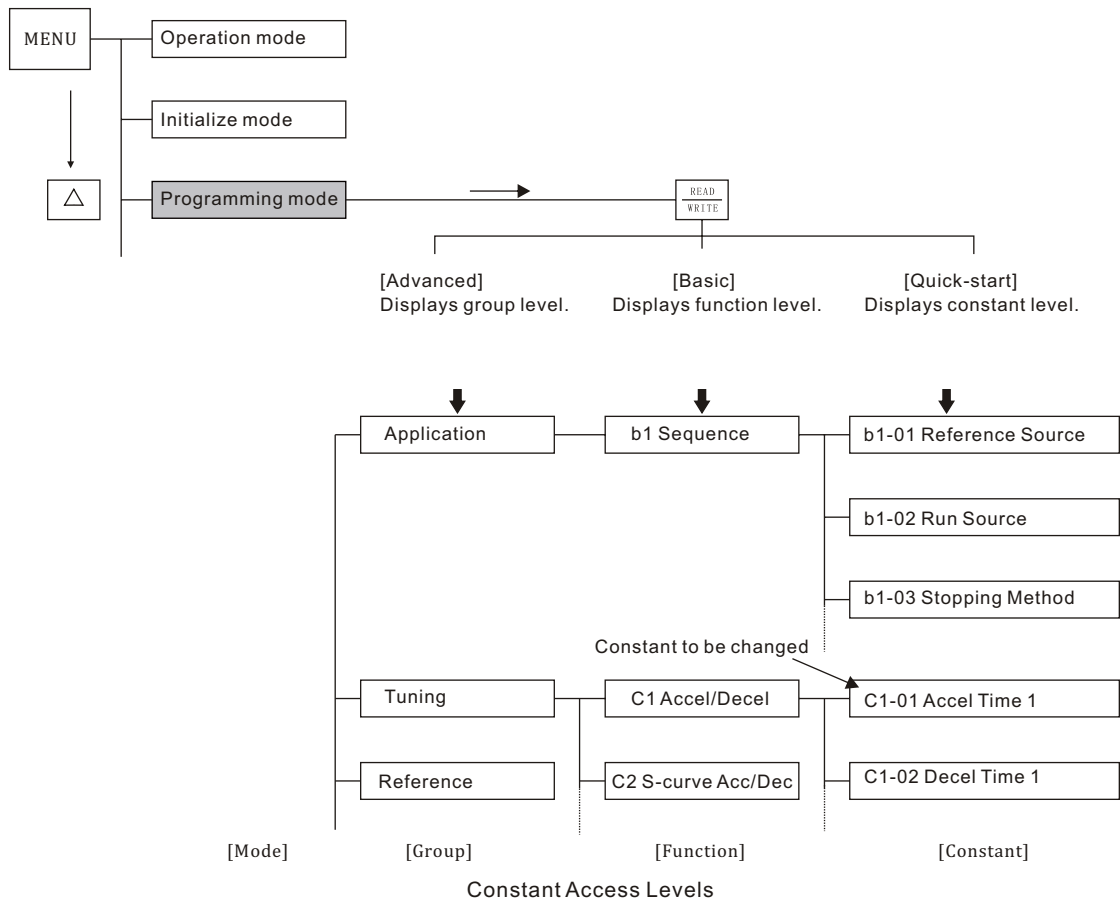 MENU
Operation mode
Initialize mode
Programming mode
READ
WRITE
[Advanced]
Displays group level.
[Basic]
Displays function level.
[Quick-start]
Displays constant level.
Application
b1 Sequence
b1-01 Reference Source
b1-02 Run Source
b1-03 Stopping Method
Constant to be changed
Tuning
C1 Accel/Decel
C1-01 Accel Time 1
Reference
C2 S-curve Acc/Dec
C1-02 Decel Time 1
[Mode]
[Group]
[Function]
[Constant]
Constant Access Levels